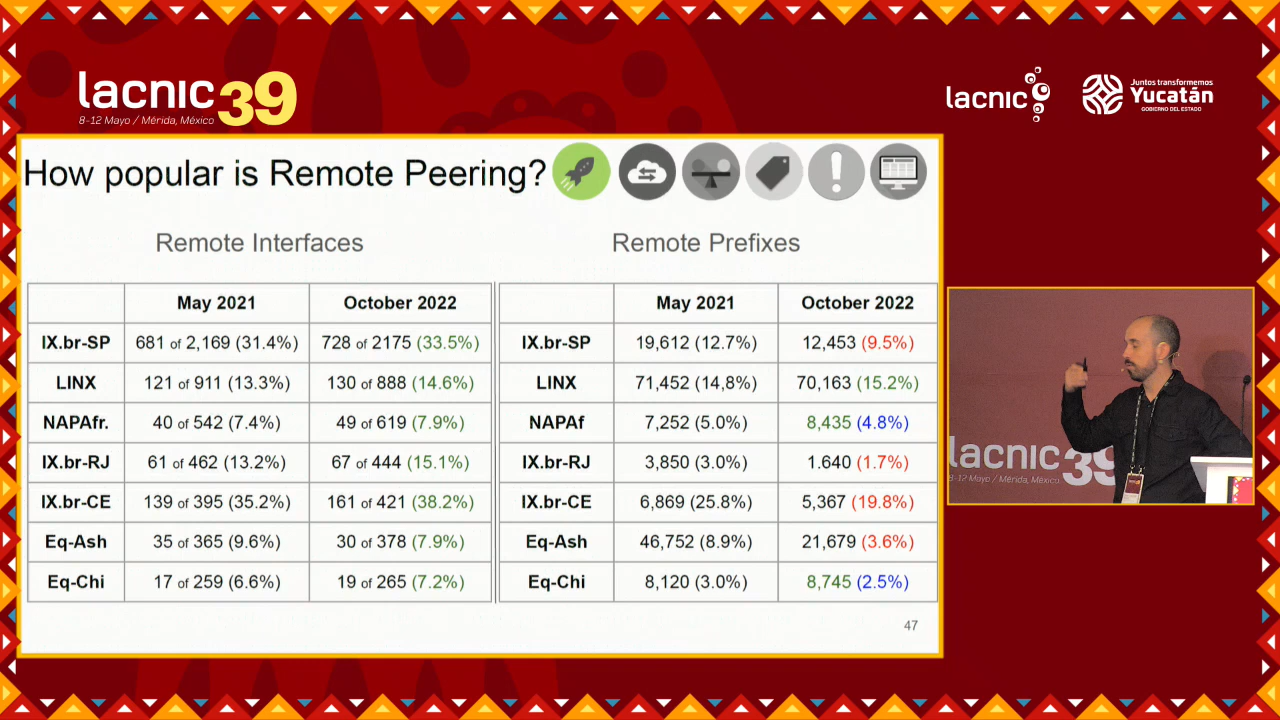 lacnic 39
8-12 Mayo / Mérida, México
lacnic
Juntos transformemos
Yucatán
GOBIERNO DEL ESTADO
How popular is Remote Peering?
Remote Interfaces
May 2021 October 2022
IX.br-SP 681 of 2,169 (31.4%) 728 of 2175 (33.5%)
LINX 121 of 911 (13.3%) 130 of 888 (14.6%)
NAPAfr. 40 of 542 (7.4%) 49 of 619 (7.9%)
IX.br-RJ 61 of 462 (13.2%) 67 of 444 (15.1%)
IX.br-CE 139 of 395 (35.2%) 161 of 421 (38.2%)
Eq-Ash 35 of 365 (9.6%) 30 of 378 (7.9%)
Eq-Chi 17 of 259 (6.6%) 19 of 265 (7.2%)
Remote Prefixes
May 2021 October 2022
IX.br-SP 19,612 (12.7%) 12,453 (9.5%)
LINX 71,452 (14.8%) 70,163 (15.2%)
NAPAf 7,252 (5.0%) 8,435 (4.8%)
IX.br-RJ 3,850 (3.0%) 1.640 (1.7%)
IX.br-CE 6,869 (25.8%) 5,367 (19.8%)
Eq-Ash 46,752 (8.9%) 21,679 (3.6%)
Eq-Chi 8,120 (3.0%) 8,745 (2.5%)
47
lacnic 39
8-12 Mayo / Mérida, México